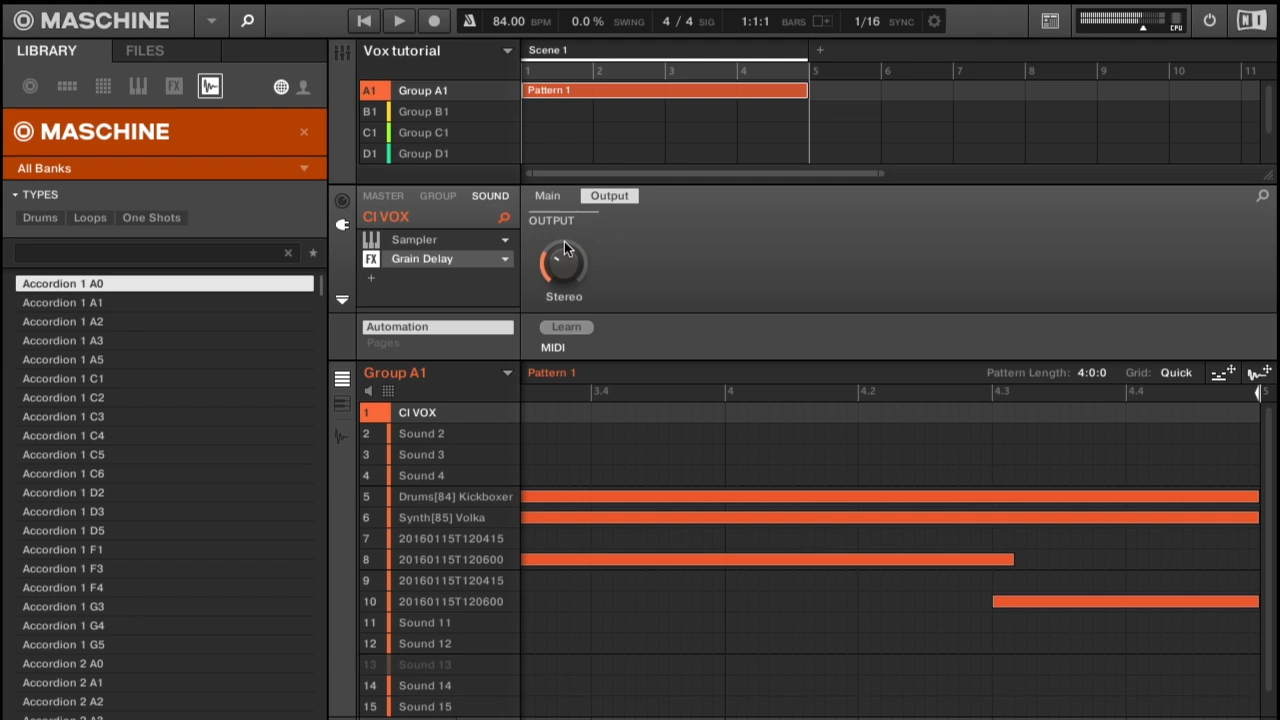 MASCHINE
84.00 BPM 0.0 % SWING 4 / 4 SIG 1:1:1 BARS 1/16 SYNC
CPU
NI
LIBRARY FILES
FX
MASCHINE
All Banks
TYPES
Drums Loops One Shots
Accordion 1 A0
Accordion 1 A1
Accordion 1 A2
Accordion 1 A3
Accordion 1 A5
Accordion 1 C1
Accordion 1 C2
Accordion 1 C3
Accordion 1 C4
Accordion 1 C5
Accordion 1 C6
Accordion 1 D2
Accordion 1 D3
Accordion 1 D5
Accordion 1 F1
Accordion 1 F3
Accordion 1 F4
Accordion 1 G3
Accordion 1 G4
Accordion 1 G5
Accordion 2 A0
Accordion 2 A1
Accordion 2 A2
Accordion 2 A3
Vox tutorial
Scene 1
1 2 3 4 5 6 7 8 9 10 11
A1 Group A1
Pattern 1
B1 Group B1
C1 Group C1
D1 Group D1
MASTER GROUP SOUND
Main Output
CI VOX
OUTPUT
Sampler
FX Grain Delay
+
Stereo
Automation
Pages
Learn
MIDI
Group A1
Pattern 1
Pattern Length: 4:0:0 Grid: Quick
3.4 4 4.2 4.3 4.4 5
1 CI VOX
2 Sound 2
3 Sound 3
4 Sound 4
5 Drums[84] Kickboxer
6 Synth[85] Volka
7 20160115T120415
8 20160115T120600
9 20160115T120415
10 20160115T120600
11 Sound 11
12 Sound 12
13 Sound 13
14 Sound 14
15 Sound 15